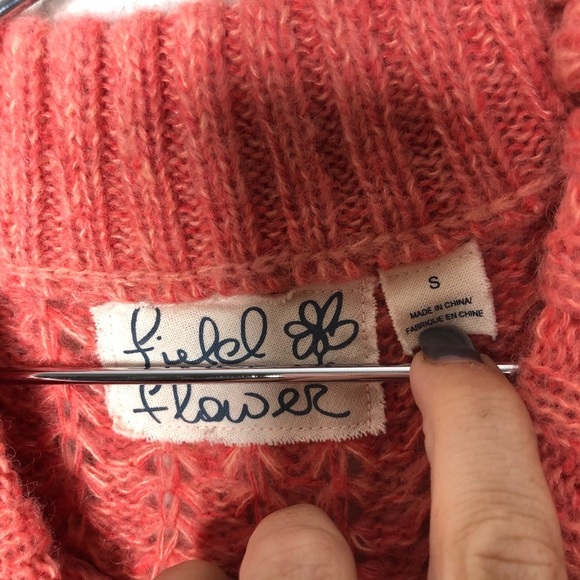 field
flower
S
MADE IN CHINA/
FABRIQUÉ EN CHINE